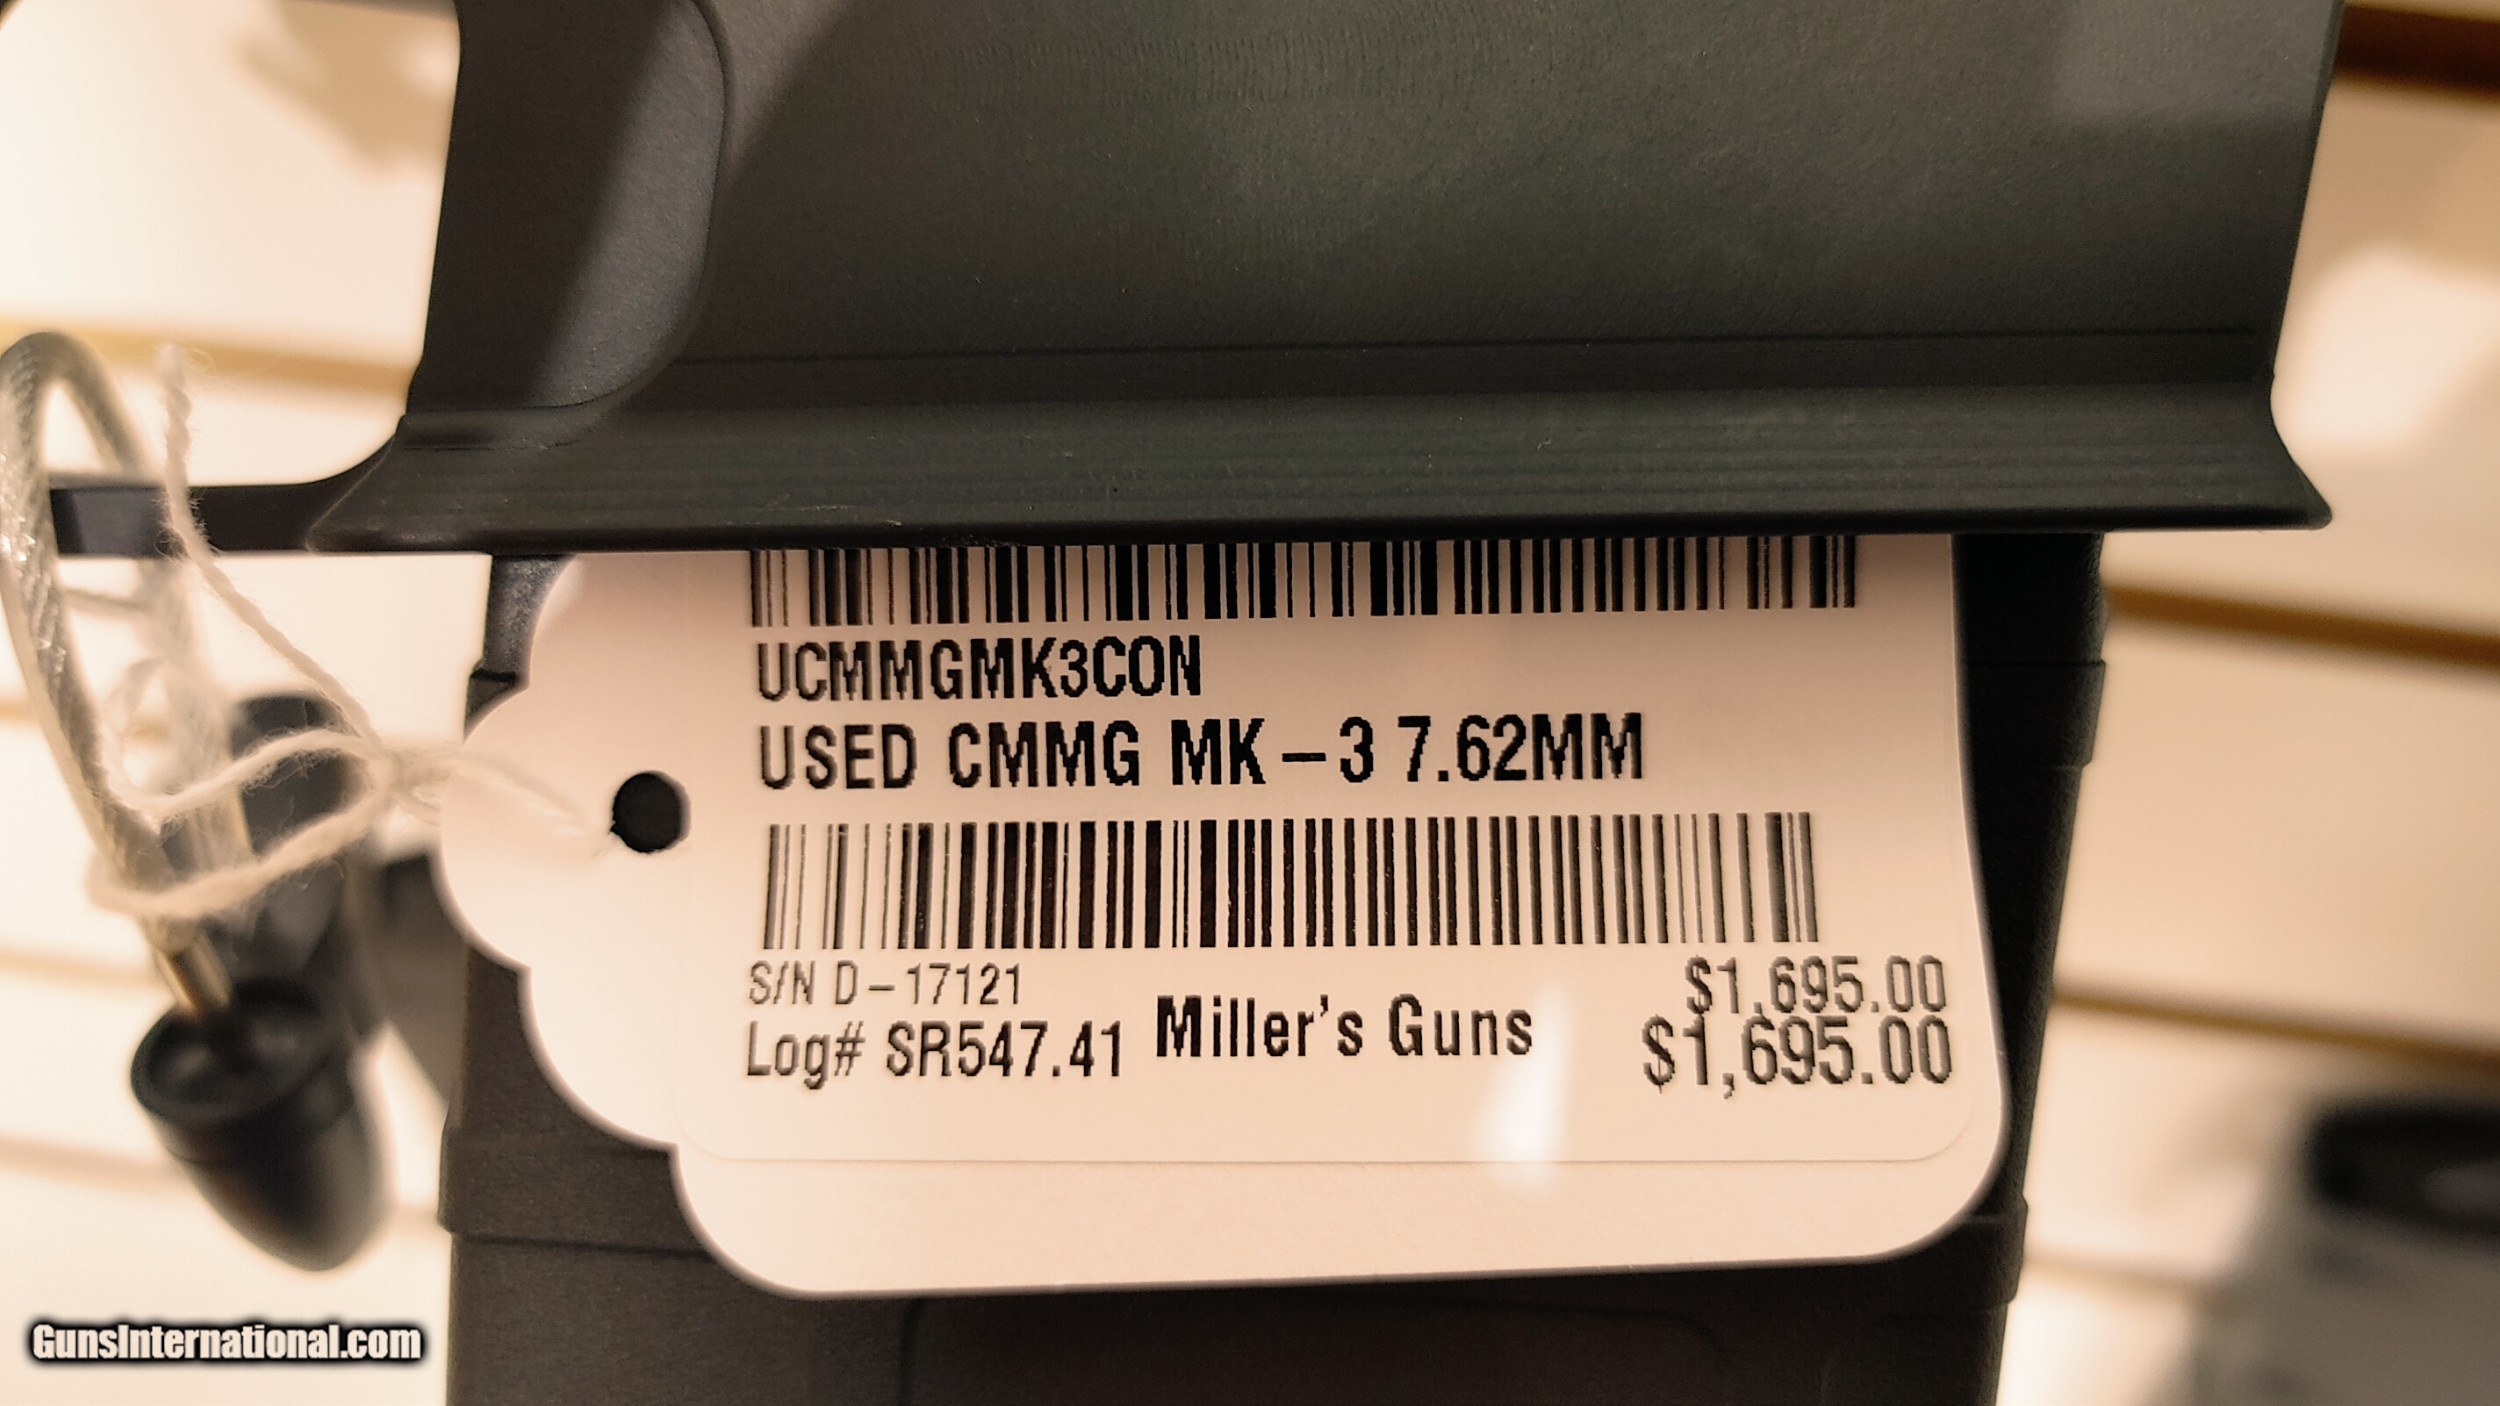 UCMMGMK3CON
USED CMMG MK-3 7.62MM
S/N D-17121
Log# SR547.41
Miller's Guns
$1,695.00
$1,695.00
GunsInternational.com